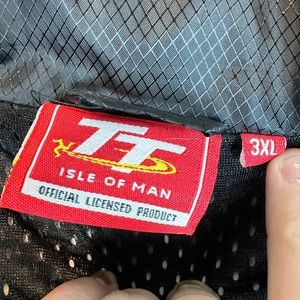 TT
ISLE OF MAN
OFFICIAL LICENSED PRODUCT
3XL